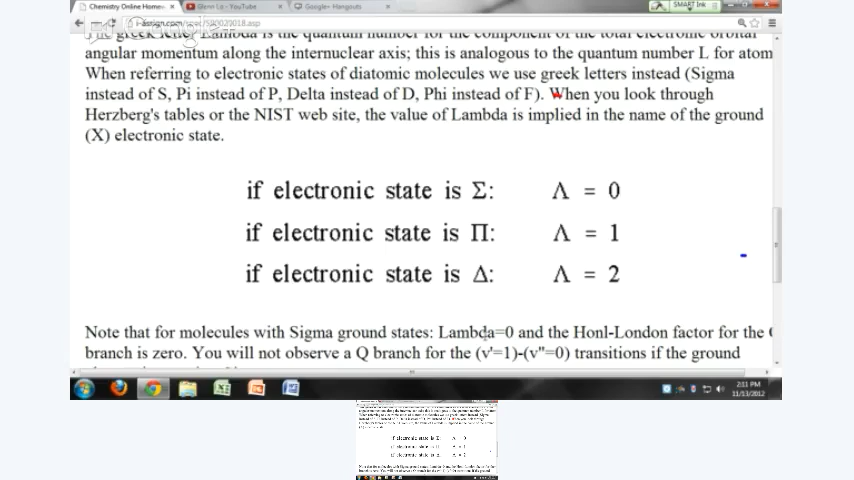 Chemistry Online Home
YouTube
Google+ Hangouts
SMART Ink
angular momentum along the internuclear axis; this is analogous to the quantum number L for atom
When referring to electronic states of diatomic molecules we use greek letters instead (Sigma
instead of S, Pi instead of P, Delta instead of D, Phi instead of F). When you look through
Herzberg's tables or the NIST web site, the value of Lambda is implied in the name of the ground
(X) electronic state.
if electronic state is Σ: Λ = 0
if electronic state is Π: Λ = 1
if electronic state is Δ: Λ = 2
Note that for molecules with Sigma ground states: Lambda=0 and the Honl-London factor for the
branch is zero. You will not observe a Q branch for the (v'=1)-(v"=0) transitions if the ground
2:11 PM
11/13/2012